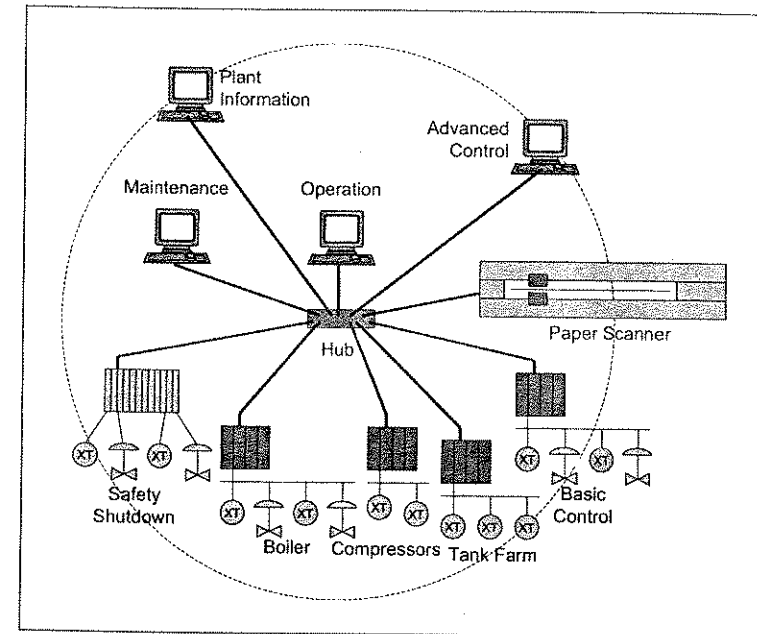 Plant
Information
Advanced
Control
Maintenance
Operation
Paper Scanner
Hub
XT
XT
Safety
Shutdown
XT
XT
Boiler
XT
XT
Compressors
XT
XT
XT
Tank Farm
XT
XT
Basic
Control